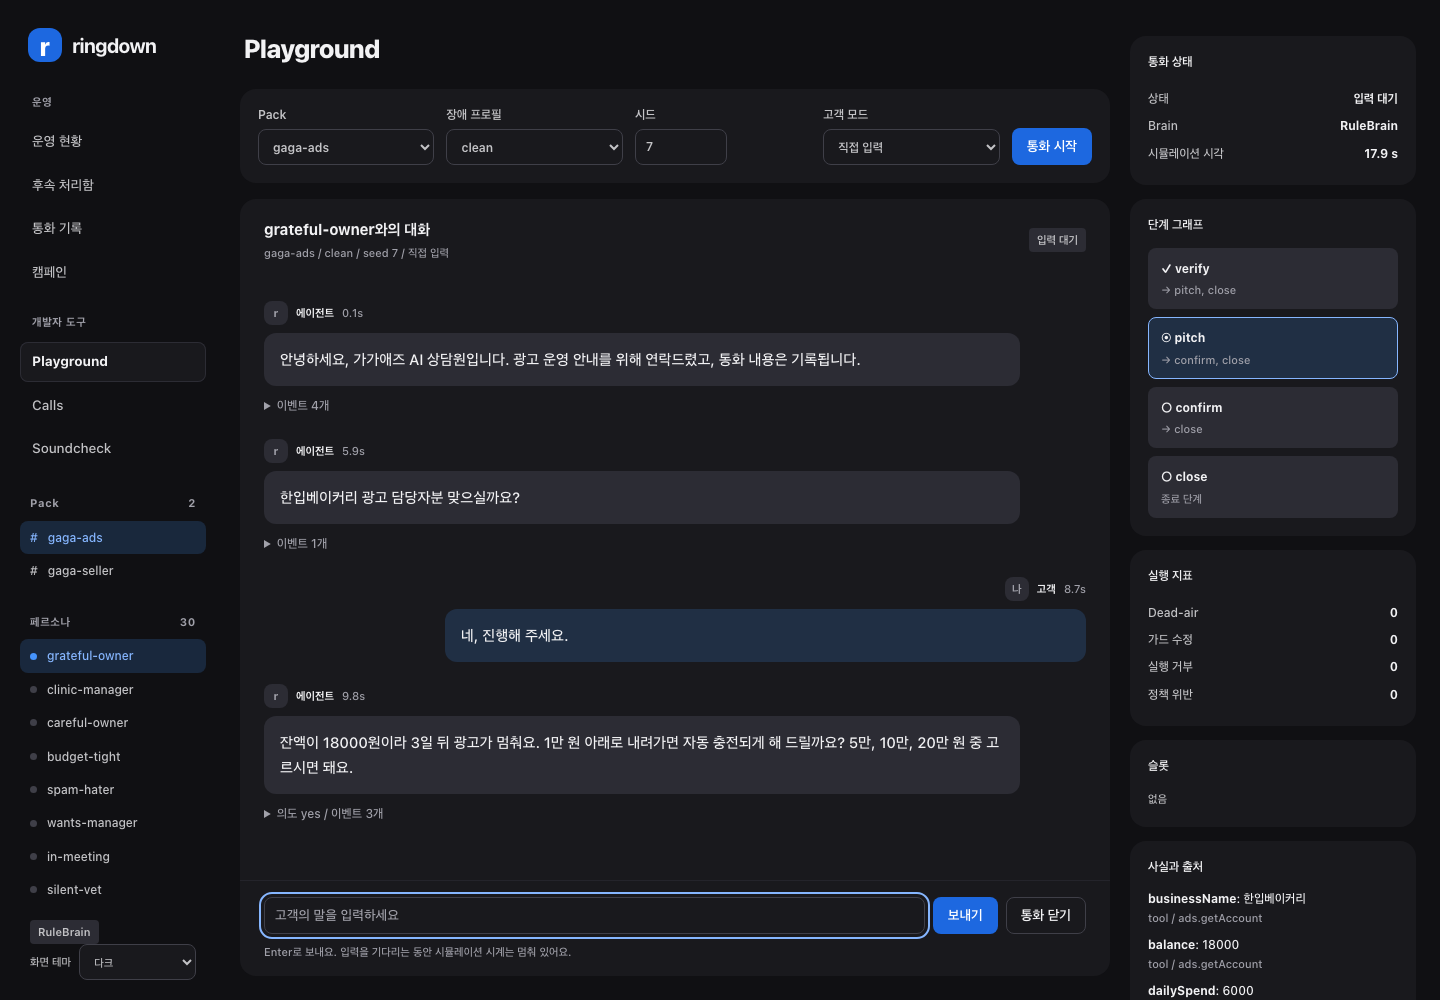 r ringdown
운영
운영 현황
후속 처리함
통화 기록
캠페인
개발자 도구
Playground
Calls
Soundcheck
Pack 2
# gaga-ads
# gaga-seller
페르소나 30
grateful-owner
clinic-manager
careful-owner
budget-tight
spam-hater
wants-manager
in-meeting
silent-vet
RuleBrain
화면 테마 다크
Playground
Pack 장애 프로필 시드 고객 모드
gaga-ads clean 7 직접 입력 통화 시작
grateful-owner와의 대화
gaga-ads / clean / seed 7 / 직접 입력
입력 대기
r 에이전트 0.1s
안녕하세요, 가가애즈 AI 상담원입니다. 광고 운영 안내를 위해 연락드렸고, 통화 내용은 기록됩니다.
▶ 이벤트 4개
r 에이전트 5.9s
한입베이커리 광고 담당자분 맞으실까요?
▶ 이벤트 1개
나 고객 8.7s
네, 진행해 주세요.
r 에이전트 9.8s
잔액이 18000원이라 3일 뒤 광고가 멈춰요. 1만 원 아래로 내려가면 자동 충전되게 해 드릴까요? 5만, 10만, 20만 원 중 고
르시면 돼요.
▶ 의도 yes / 이벤트 3개
고객의 말을 입력하세요 보내기 통화 닫기
Enter로 보내요. 입력을 기다리는 동안 시뮬레이션 시계는 멈춰 있어요.
통화 상태
상태 입력 대기
Brain RuleBrain
시뮬레이션 시각 17.9 s
단계 그래프
✓ verify
→ pitch, close
⦿ pitch
→ confirm, close
○ confirm
→ close
○ close
종료 단계
실행 지표
Dead-air 0
가드 수정 0
실행 거부 0
정책 위반 0
슬롯
없음
사실과 출처
businessName: 한입베이커리
tool / ads.getAccount
balance: 18000
tool / ads.getAccount
dailySpend: 6000